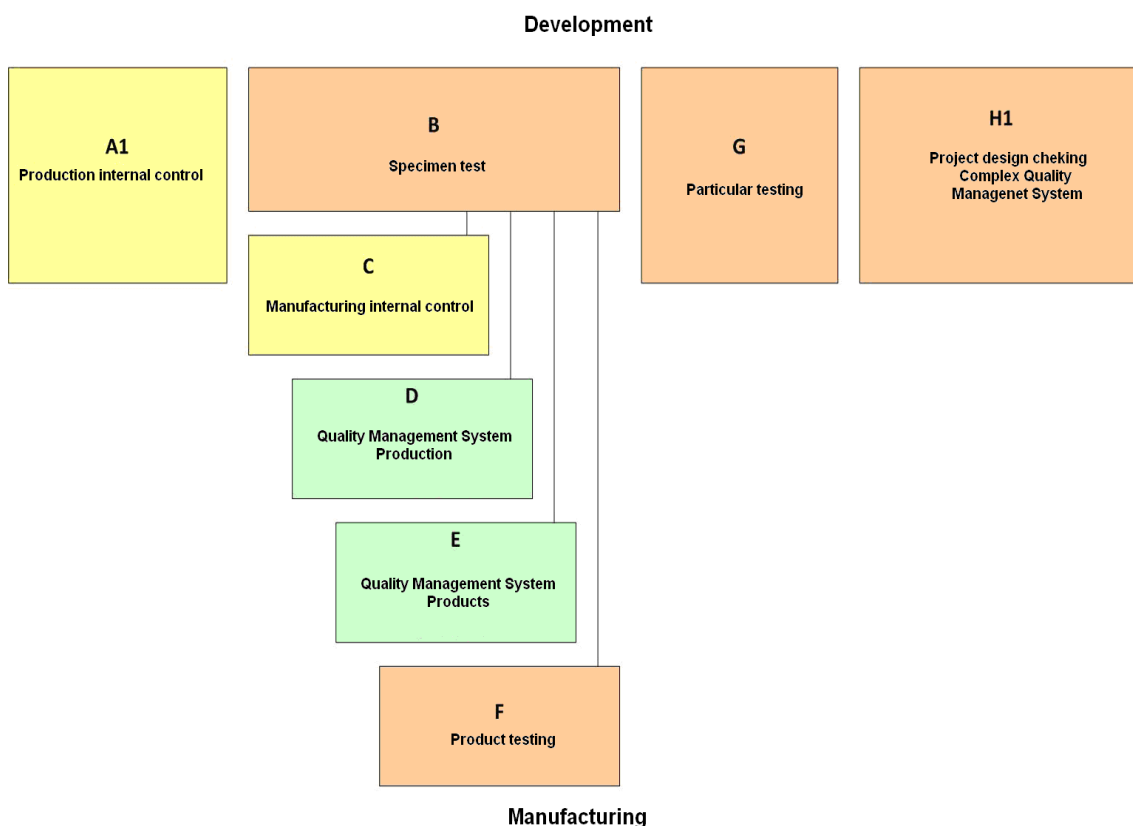 Development
A1
Production internal control
B
Specimen test
G
Particular testing
H1
Project design cheking
Complex Quality
Managenet System
C
Manufacturing internal control
D
Quality Management System
Production
E
Quality Management System
Products
F
Product testing
Manufacturing